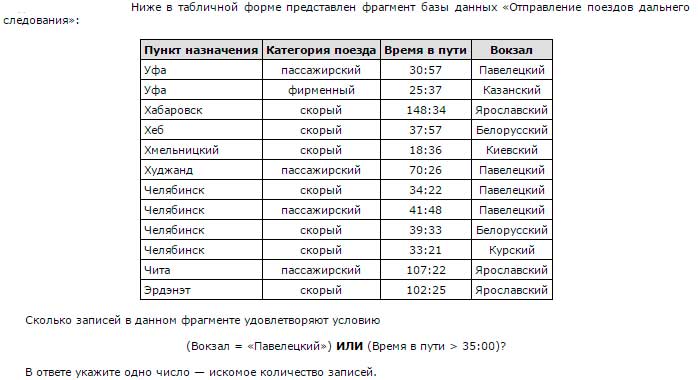 Ниже в табличной форме представлен фрагмент базы данных «Отправление поездов дальнего
следования»:
Пункт назначения Категория поезда Время в пути Вокзал
Уфа пассажирский 30:57 Павелецкий
Уфа фирменный 25:37 Казанский
Хабаровск скорый 148:34 Ярославский
Хеб скорый 37:57 Белорусский
Хмельницкий скорый 18:36 Киевский
Худжанд пассажирский 70:26 Павелецкий
Челябинск скорый 34:22 Павелецкий
Челябинск пассажирский 41:48 Павелецкий
Челябинск скорый 39:33 Белорусский
Челябинск скорый 33:21 Курский
Чита пассажирский 107:22 Ярославский
Эрдэнэт скорый 102:25 Ярославский
Сколько записей в данном фрагменте удовлетворяют условию
(Вокзал = «Павелецкий») ИЛИ (Время в пути > 35:00)?
В ответе укажите одно число — искомое количество записей.